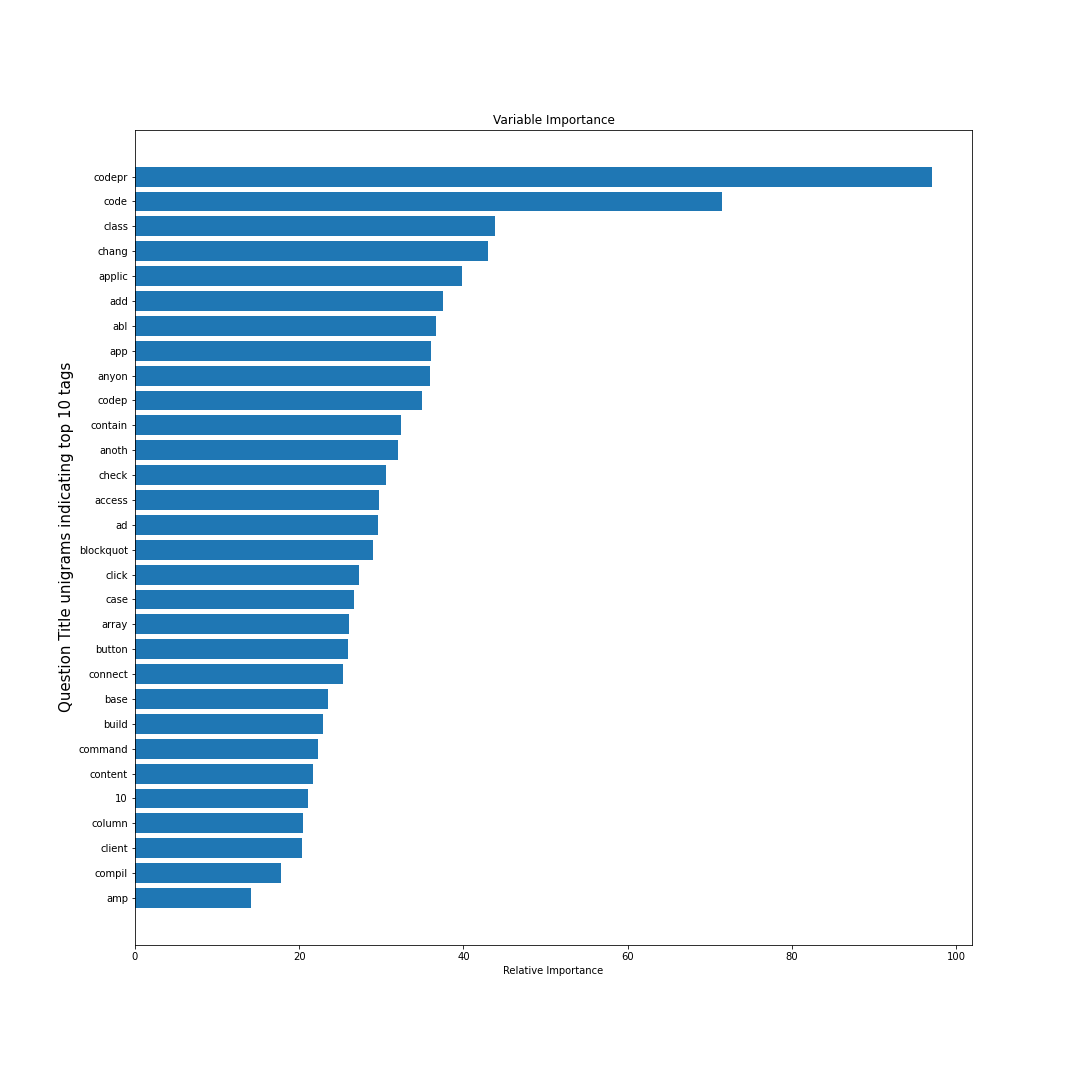 Variable Importance
codepr
code
class
chang
applic
add
abl
app
anyon
codep
contain
anoth
check
access
ad
blockquot
click
case
array
button
connect
base
build
command
content
10
column
client
compil
amp
Question Title unigrams indicating top 10 tags
0 20 40 60 80 100
Relative Importance